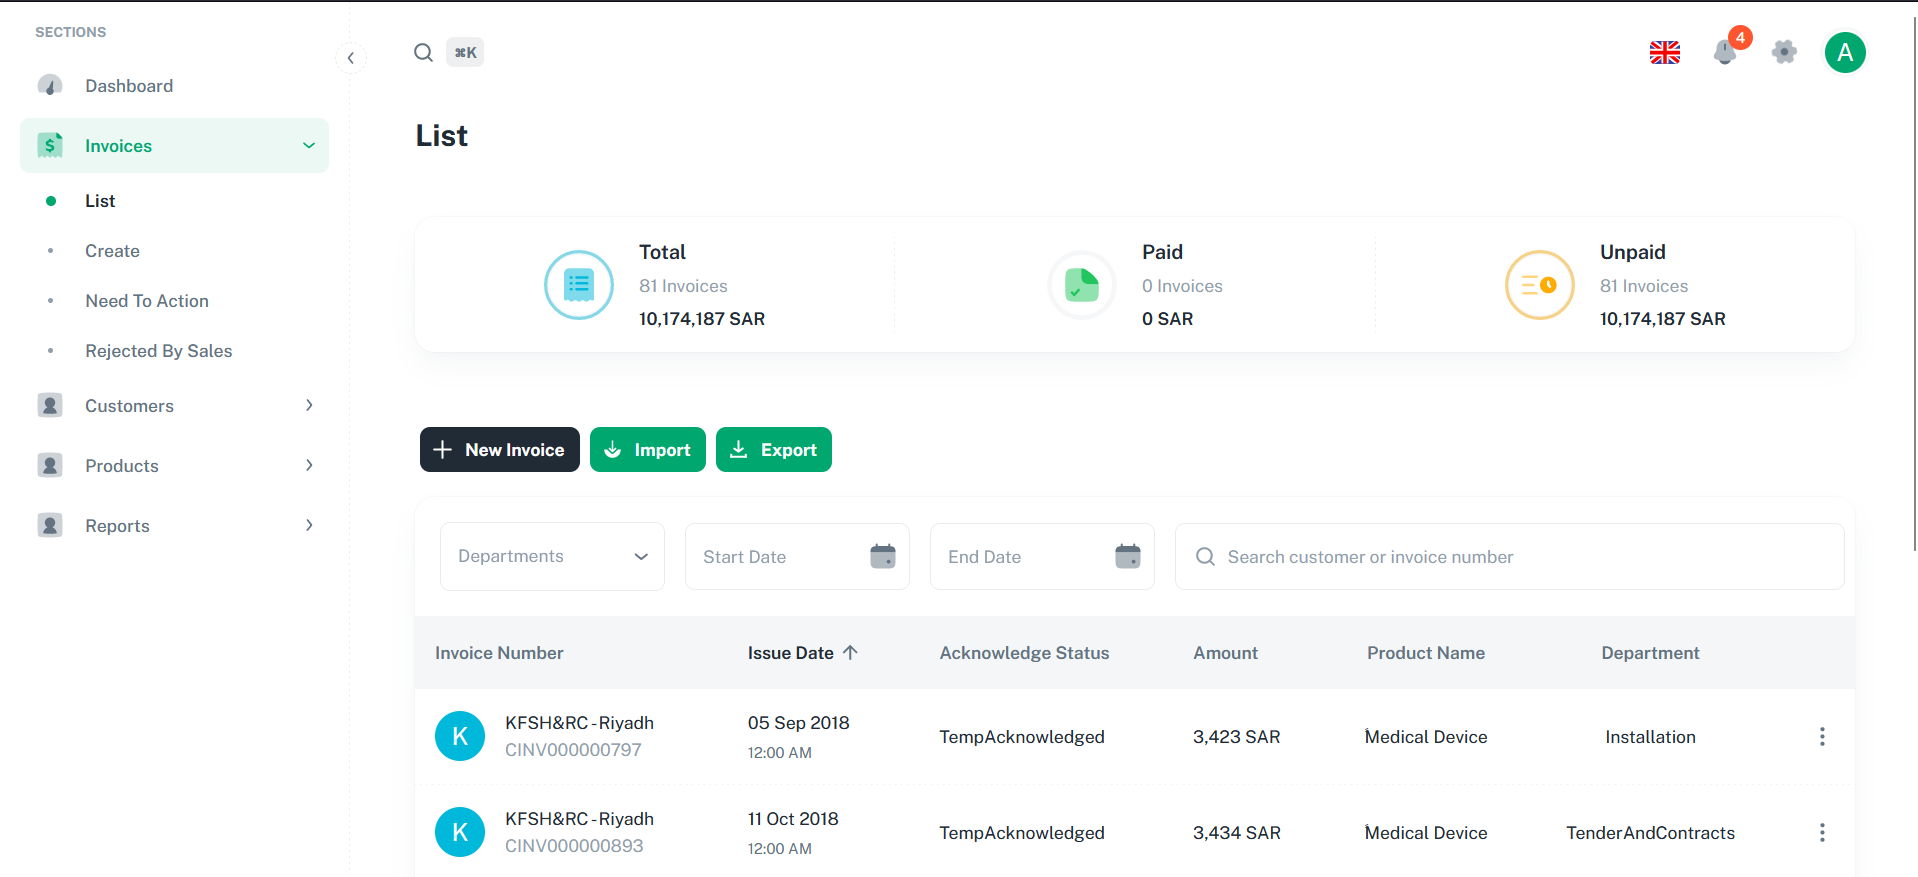 SECTIONS
Dashboard
Invoices
List
Create
Need To Action
Rejected By Sales
Customers
Products
Reports
⌘K
4
A
List
Total
81 Invoices
10,174,187 SAR
Paid
0 Invoices
0 SAR
Unpaid
81 Invoices
10,174,187 SAR
New Invoice
Import
Export
Departments
Start Date
End Date
Search customer or invoice number
Invoice Number
Issue Date
Acknowledge Status
Amount
Product Name
Department
K
KFSH&RC - Riyadh
CINV000000797
05 Sep 2018
12:00 AM
TempAcknowledged
3,423 SAR
Medical Device
Installation
K
KFSH&RC - Riyadh
CINV000000893
11 Oct 2018
12:00 AM
TempAcknowledged
3,434 SAR
Medical Device
TenderAndContracts